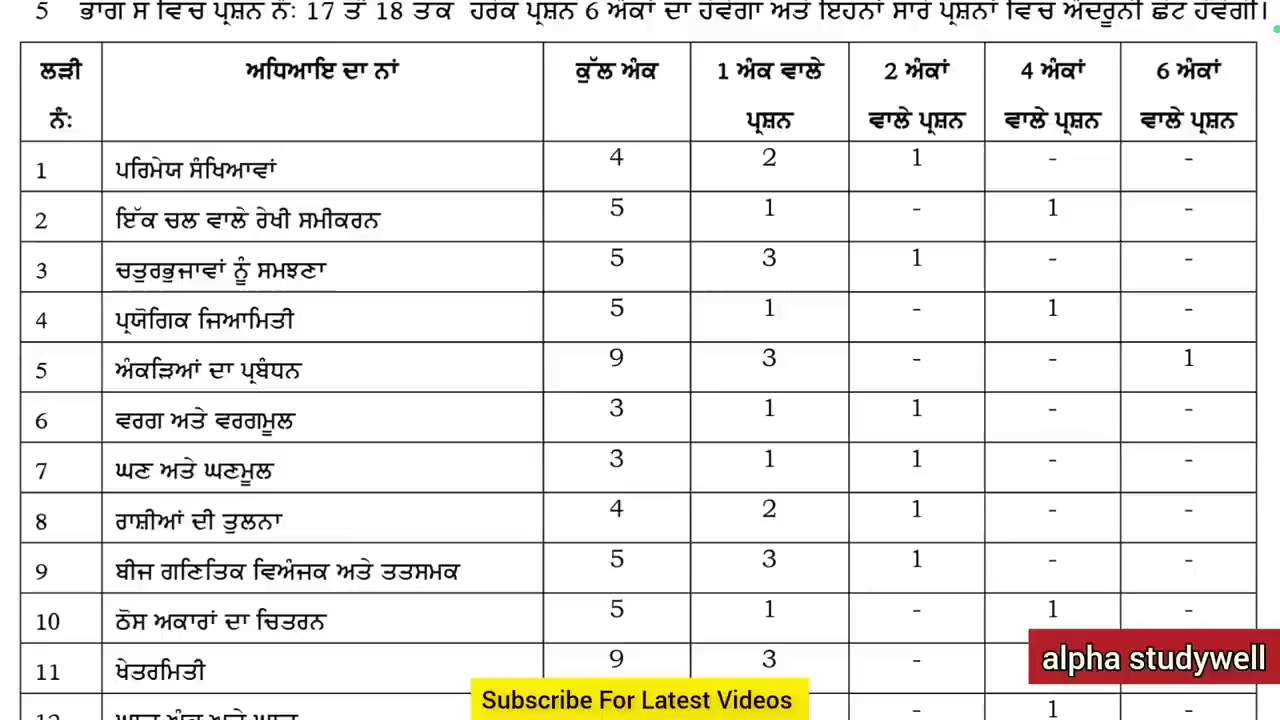 5 ਭਾਗ ਸ ਵਿਚ ਪ੍ਰਸ਼ਨ ਨੰ: 17 ਤੋਂ 18 ਤਕ ਹਰੇਕ ਪ੍ਰਸ਼ਨ 6 ਅੰਕਾਂ ਦਾ ਹੋਵੇਗਾ ਅਤੇ ਇਹਨਾਂ ਸਾਰੇ ਪ੍ਰਸ਼ਨਾਂ ਵਿਚ ਅੰਦਰੂਨੀ ਛੋਟ ਹੋਵੇਗੀ।
ਲੜੀ ਨੰ: ਅਧਿਆਇ ਦਾ ਨਾਂ ਕੁੱਲ ਅੰਕ 1 ਅੰਕ ਵਾਲੇ ਪ੍ਰਸ਼ਨ 2 ਅੰਕਾਂ ਵਾਲੇ ਪ੍ਰਸ਼ਨ 4 ਅੰਕਾਂ ਵਾਲੇ ਪ੍ਰਸ਼ਨ 6 ਅੰਕਾਂ ਵਾਲੇ ਪ੍ਰਸ਼ਨ
1 ਪਰਿਮੇਯ ਸੰਖਿਆਵਾਂ 4 2 1 - -
2 ਇੱਕ ਚਲ ਵਾਲੇ ਰੇਖੀ ਸਮੀਕਰਨ 5 1 - 1 -
3 ਚਤੁਰਭੁਜਾਵਾਂ ਨੂੰ ਸਮਝਣਾ 5 3 1 - -
4 ਪ੍ਰਯੋਗਿਕ ਜਿਆਮਿਤੀ 5 1 - 1 -
5 ਅੰਕੜਿਆਂ ਦਾ ਪ੍ਰਬੰਧਨ 9 3 - - 1
6 ਵਰਗ ਅਤੇ ਵਰਗਮੂਲ 3 1 1 - -
7 ਘਣ ਅਤੇ ਘਣਮੂਲ 3 1 1 - -
8 ਰਾਸ਼ੀਆਂ ਦੀ ਤੁਲਨਾ 4 2 1 - -
9 ਬੀਜ ਗਣਿਤਿਕ ਵਿਅੰਜਕ ਅਤੇ ਤਤਸਮਕ 5 3 1 - -
10 ਠੋਸ ਅਕਾਰਾਂ ਦਾ ਚਿਤਰਨ 5 1 - 1 -
11 ਖੇਤਰਮਿਤੀ 9 3 -
alpha studywell
Subscribe For Latest Videos
- 1 -